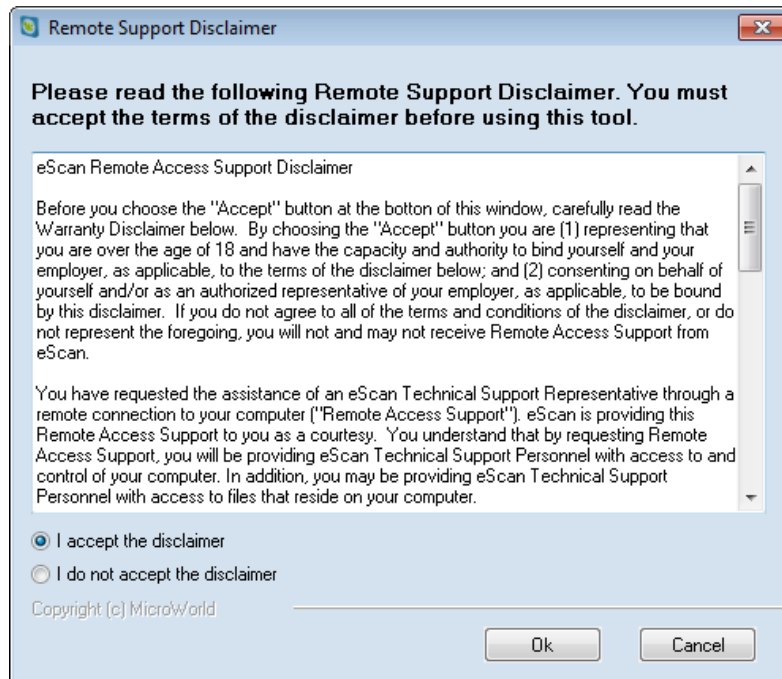 Remote Support Disclaimer
Please read the following Remote Support Disclaimer. You must
accept the terms of the disclaimer before using this tool.
eScan Remote Access Support Disclaimer
Before you choose the "Accept" button at the botton of this window, carefully read the
Warranty Disclaimer below. By choosing the "Accept" button you are (1) representing that
you are over the age of 18 and have the capacity and authority to bind yourself and your
employer, as applicable, to the terms of the disclaimer below; and (2) consenting on behalf of
yourself and/or as an authorized representative of your employer, as applicable, to be bound
by this disclaimer. If you do not agree to all of the terms and conditions of the disclaimer, or do
not represent the foregoing, you will not and may not receive Remote Access Support from
eScan.
You have requested the assistance of an eScan Technical Support Representative through a
remote connection to your computer ("Remote Access Support"). eScan is providing this
Remote Access Support to you as a courtesy. You understand that by requesting Remote
Access Support, you will be providing eScan Technical Support Personnel with access to and
control of your computer. In addition, you may be providing eScan Technical Support
Personnel with access to files that reside on your computer.
I accept the disclaimer
I do not accept the disclaimer
Copyright (c) MicroWorld
Ok
Cancel